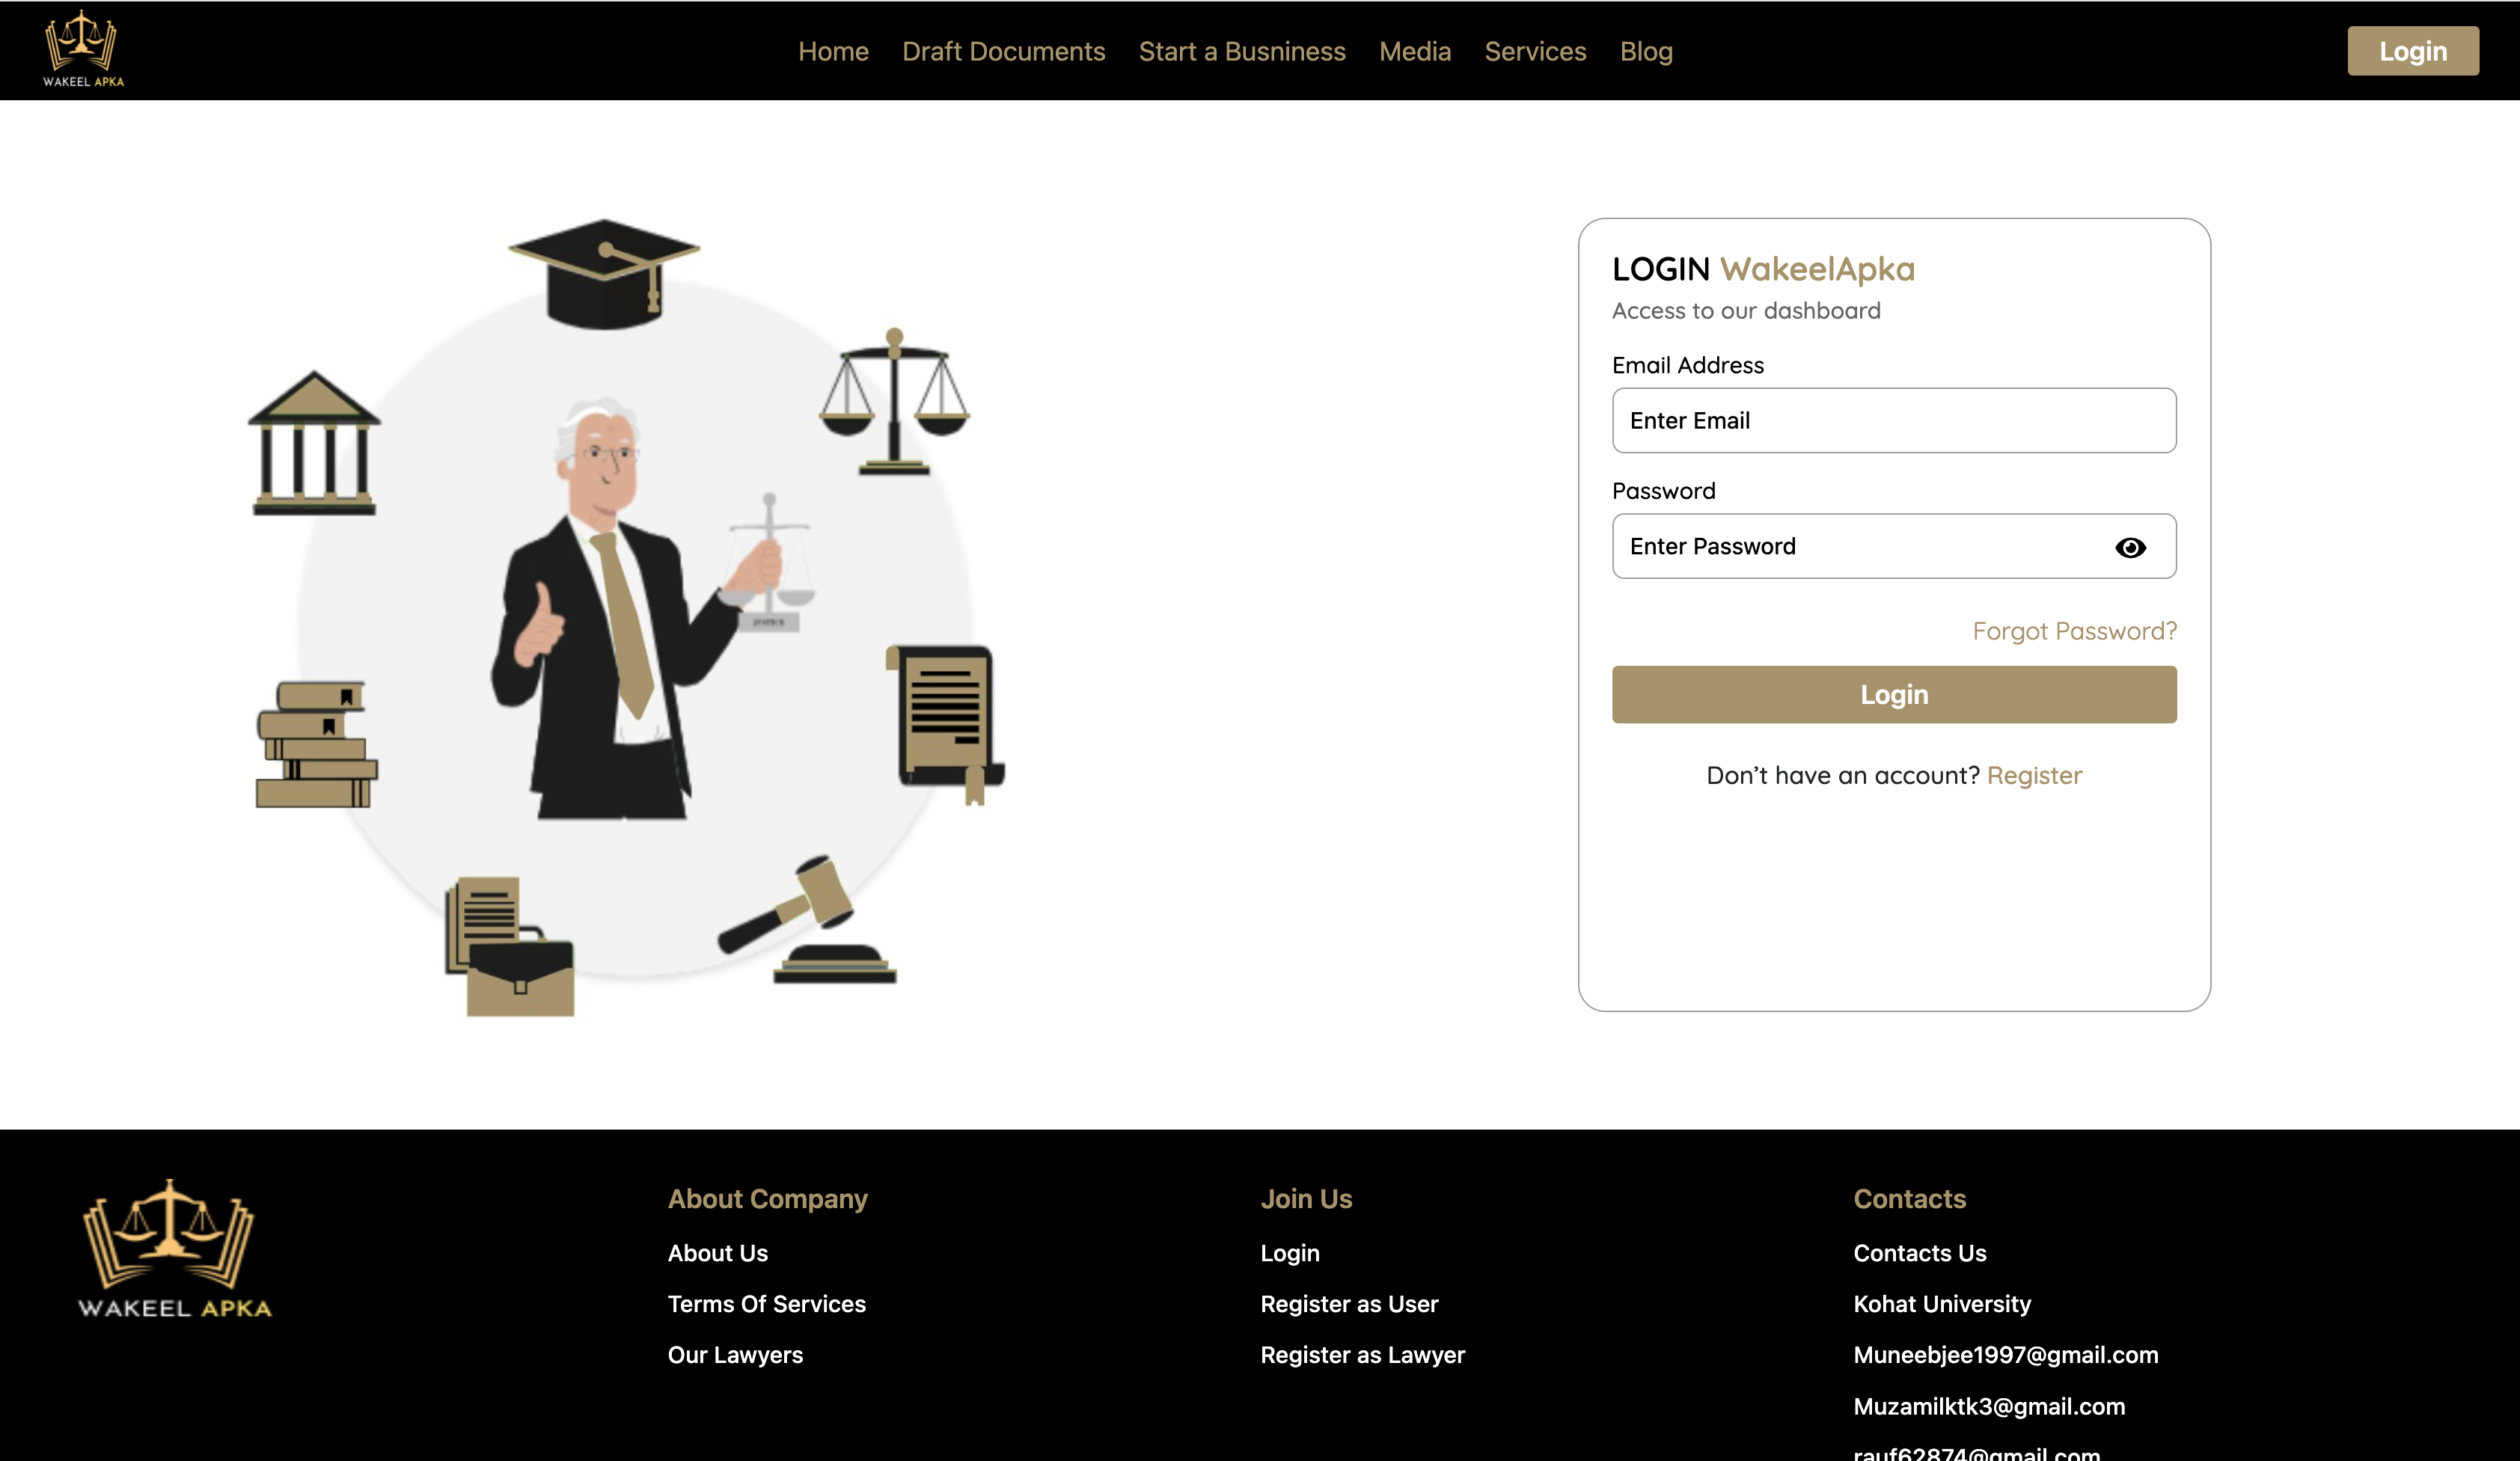 WAKEEL APKA
Home Draft Documents Start a Busniness Media Services Blog
Login
LOGIN WakeelApka
Access to our dashboard
Email Address
Enter Email
Password
Enter Password
Forgot Password?
Login
Don’t have an account? Register
WAKEEL APKA
About Company
About Us
Terms Of Services
Our Lawyers
Join Us
Login
Register as User
Register as Lawyer
Contacts
Contacts Us
Kohat University
Muneebjee1997@gmail.com
Muzamilktk3@gmail.com
rauf62874@gmail.com